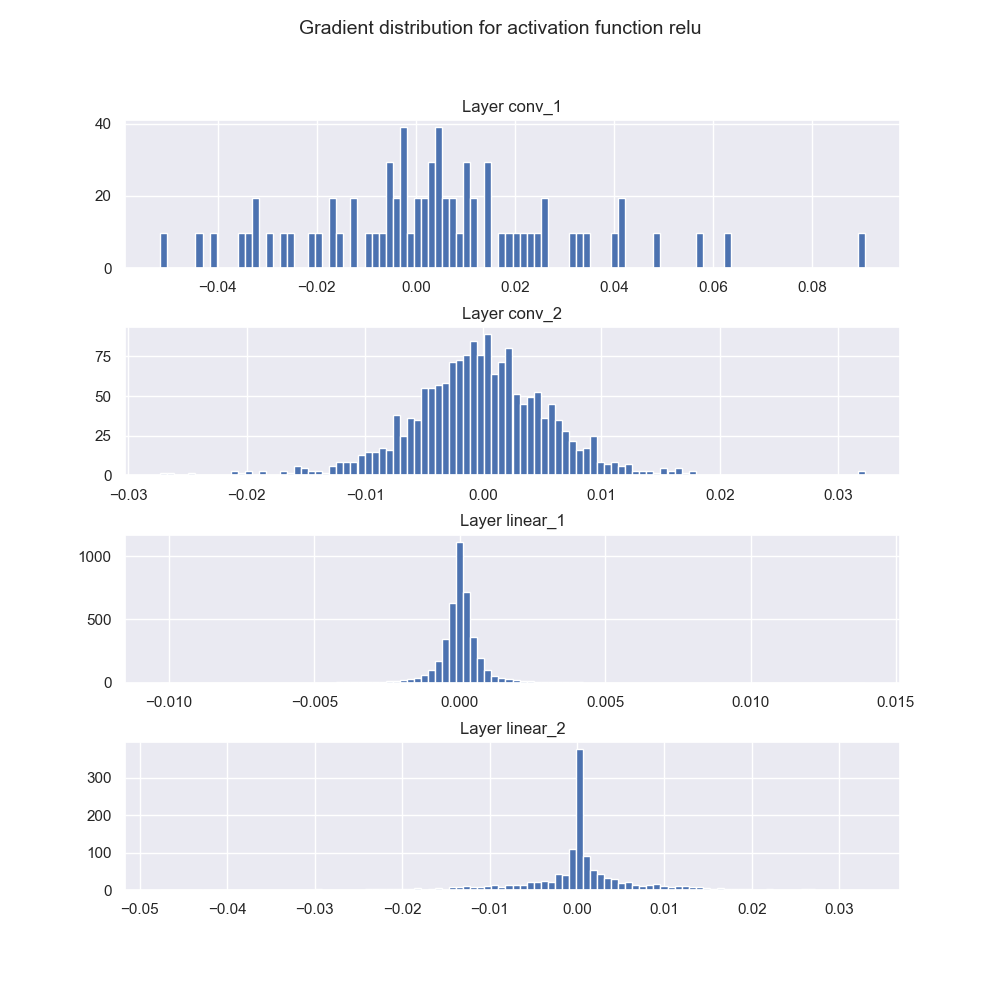 Gradient distribution for activation function relu
Layer conv_1
40
20
0
−0.04 −0.02 0.00 0.02 0.04 0.06 0.08
Layer conv_2
75
50
25
0
−0.03 −0.02 −0.01 0.00 0.01 0.02 0.03
Layer linear_1
1000
500
0
−0.010 −0.005 0.000 0.005 0.010 0.015
Layer linear_2
300
200
100
0
−0.05 −0.04 −0.03 −0.02 −0.01 0.00 0.01 0.02 0.03